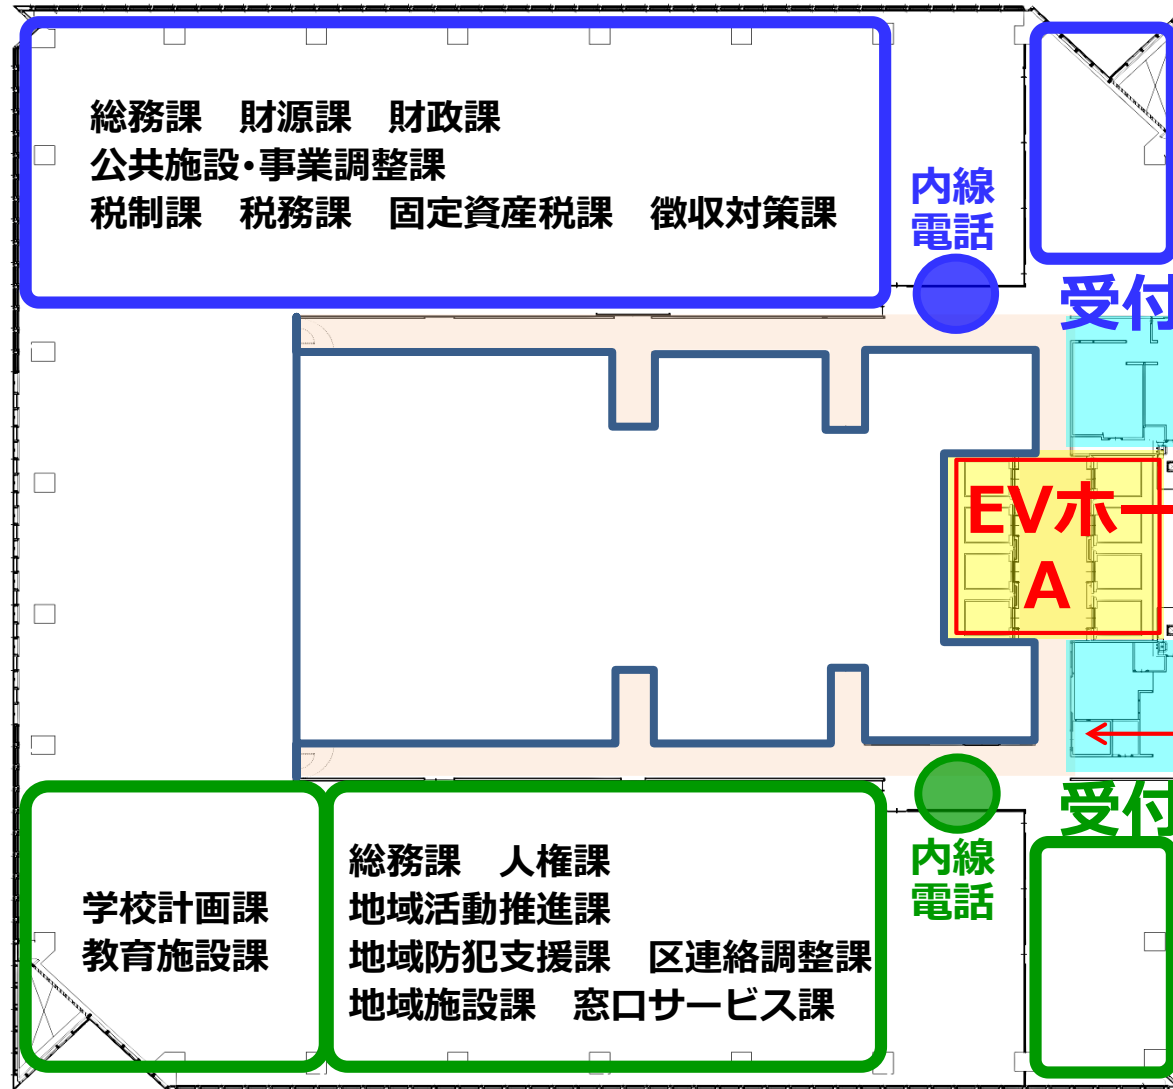 総務課　財源課　財政課
公共施設・事業調整課
税制課　税務課　固定資産税課　徴収対策課
内線
電話
受付
EVホー
A
受付
内線
電話
学校計画課
教育施設課
総務課　人権課
地域活動推進課
地域防犯支援課　区連絡調整課
地域施設課　窓口サービス課